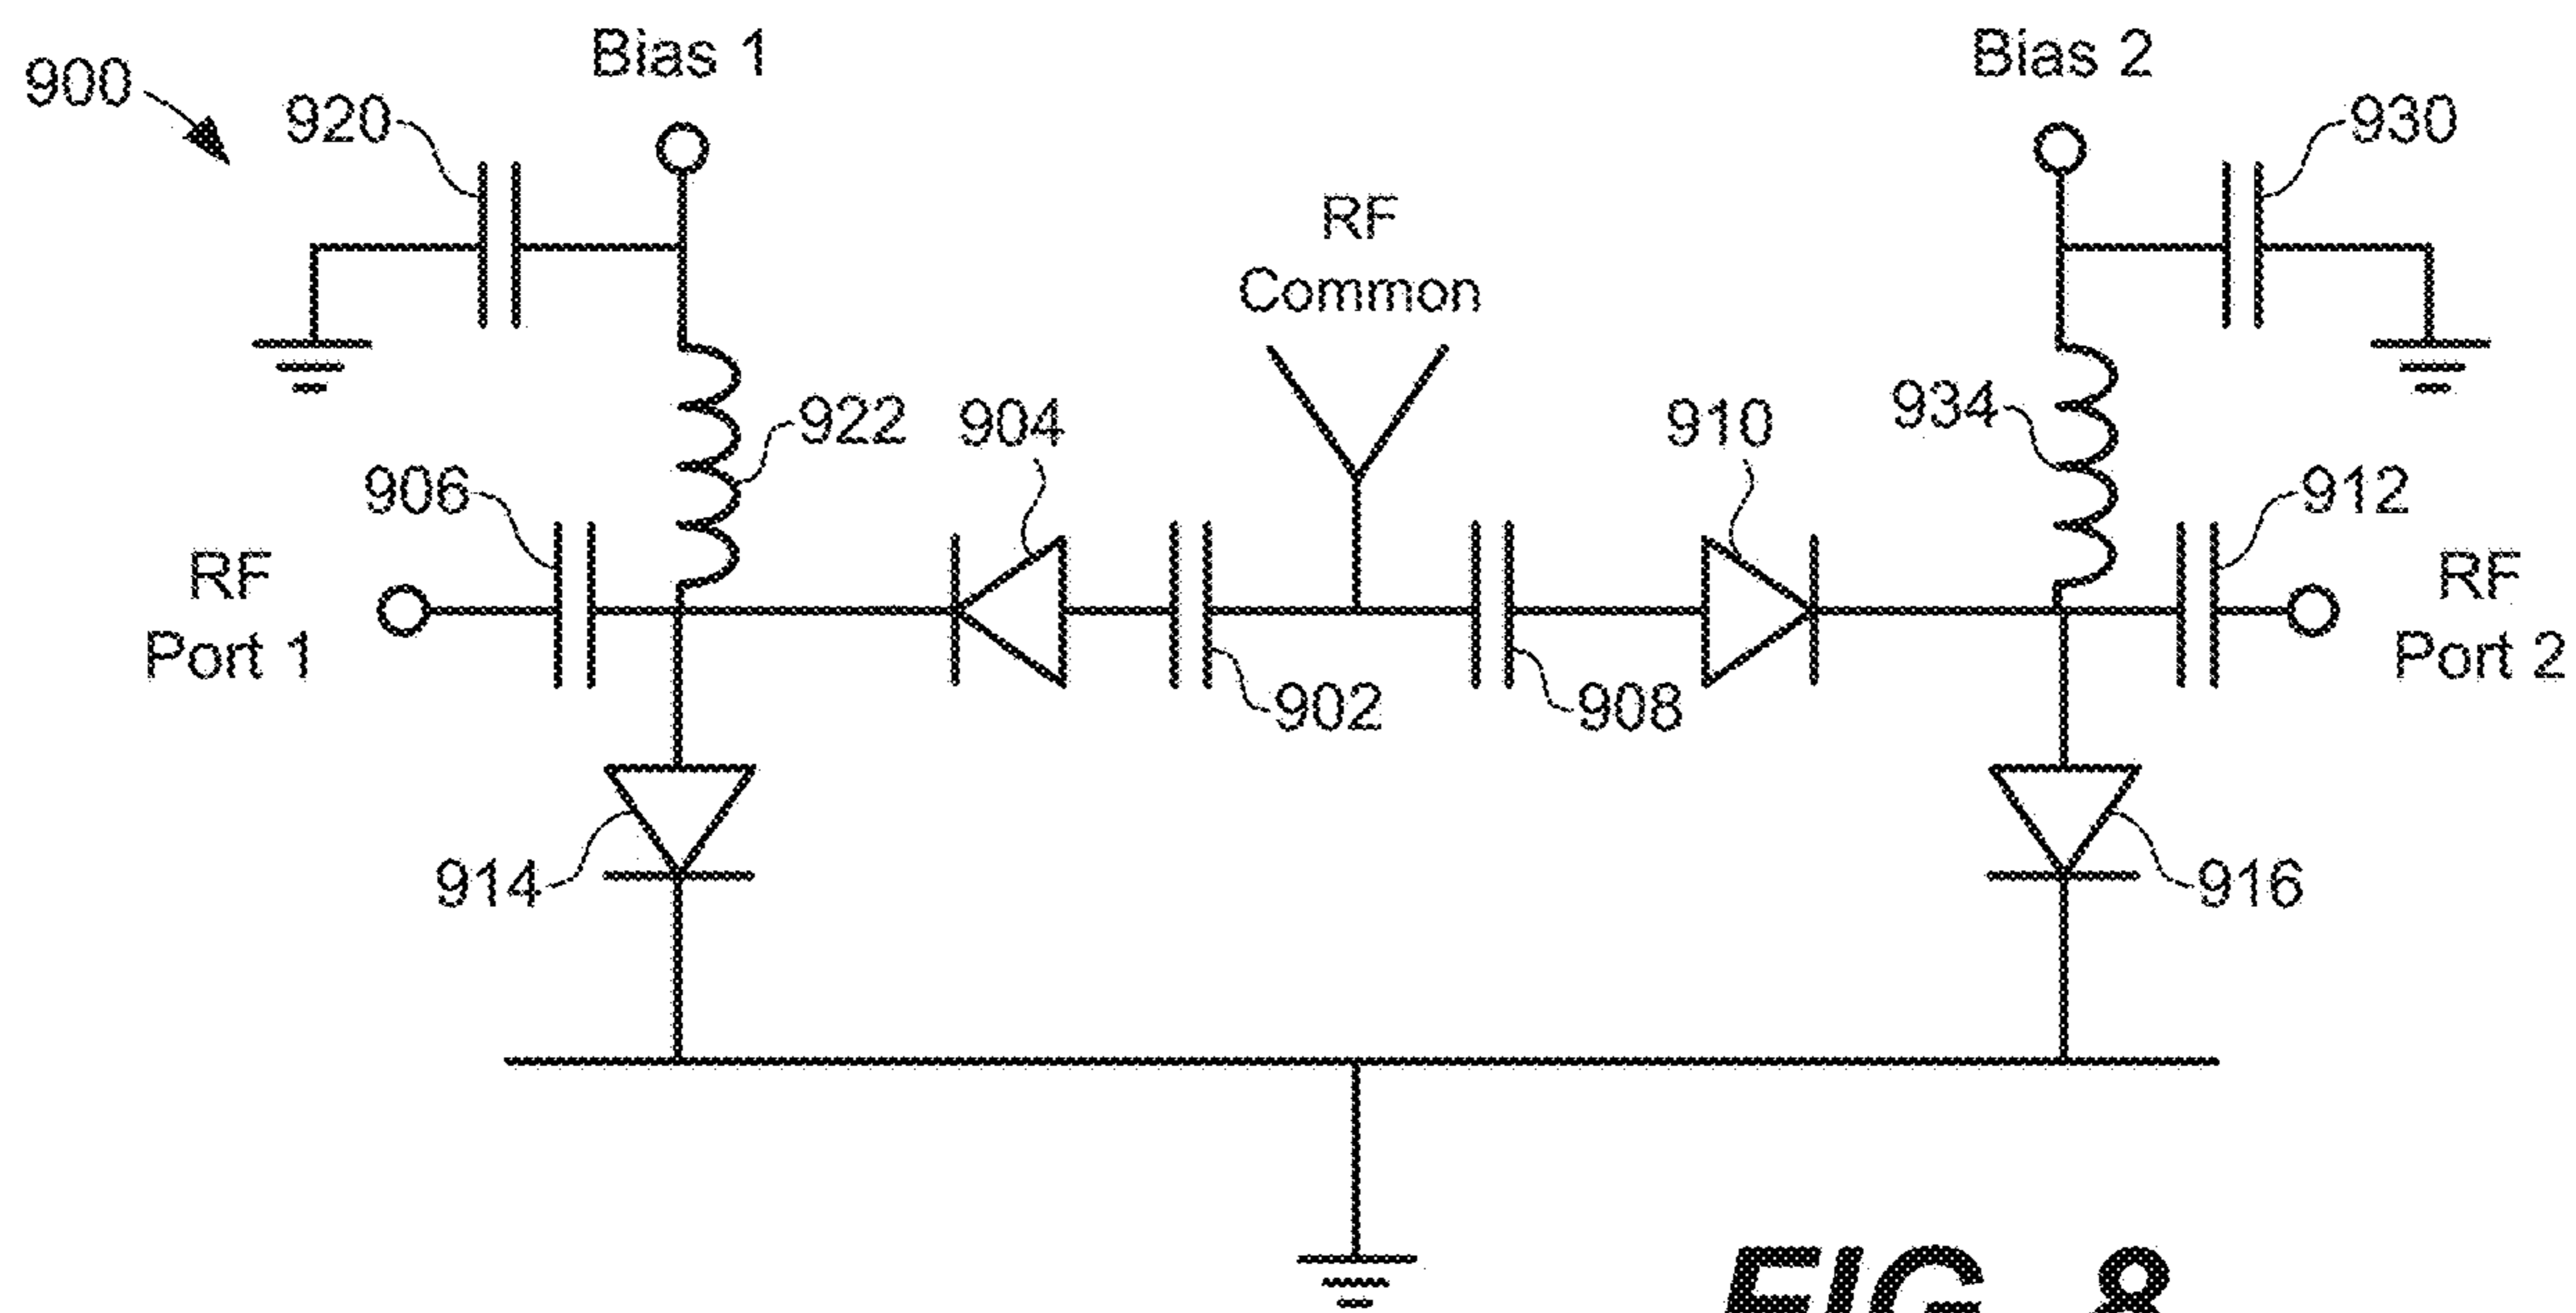 900
920
Bias 1
Bias 2
930
RF
Common
922
904
910
934
906
912
RF
Port 1
RF
Port 2
902
908
914
916
FIG. 8